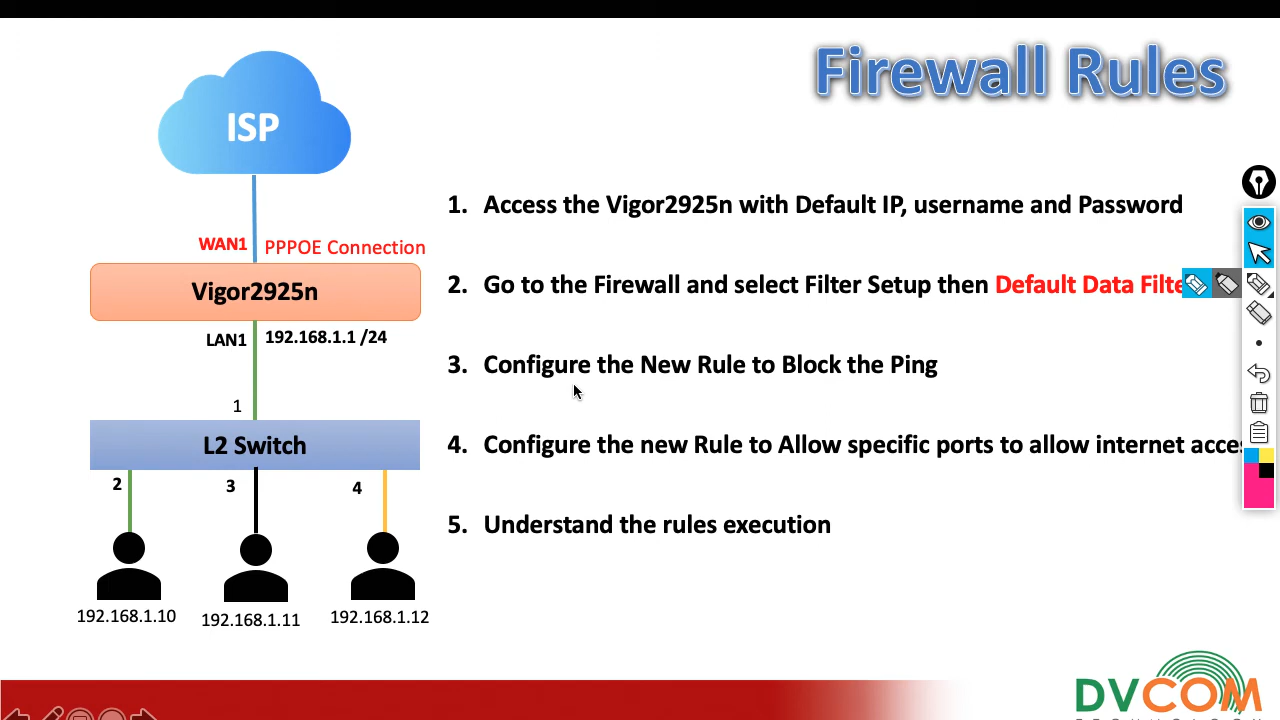 Firewall Rules
ISP
WAN1
PPPOE Connection
Vigor2925n
LAN1
192.168.1.1 /24
1
L2 Switch
2
3
4
192.168.1.10
192.168.1.11
192.168.1.12
1. Access the Vigor2925n with Default IP, username and Password
2. Go to the Firewall and select Filter Setup then Default Data Filte
3. Configure the New Rule to Block the Ping
4. Configure the new Rule to Allow specific ports to allow internet acce
5. Understand the rules execution
DVCOM